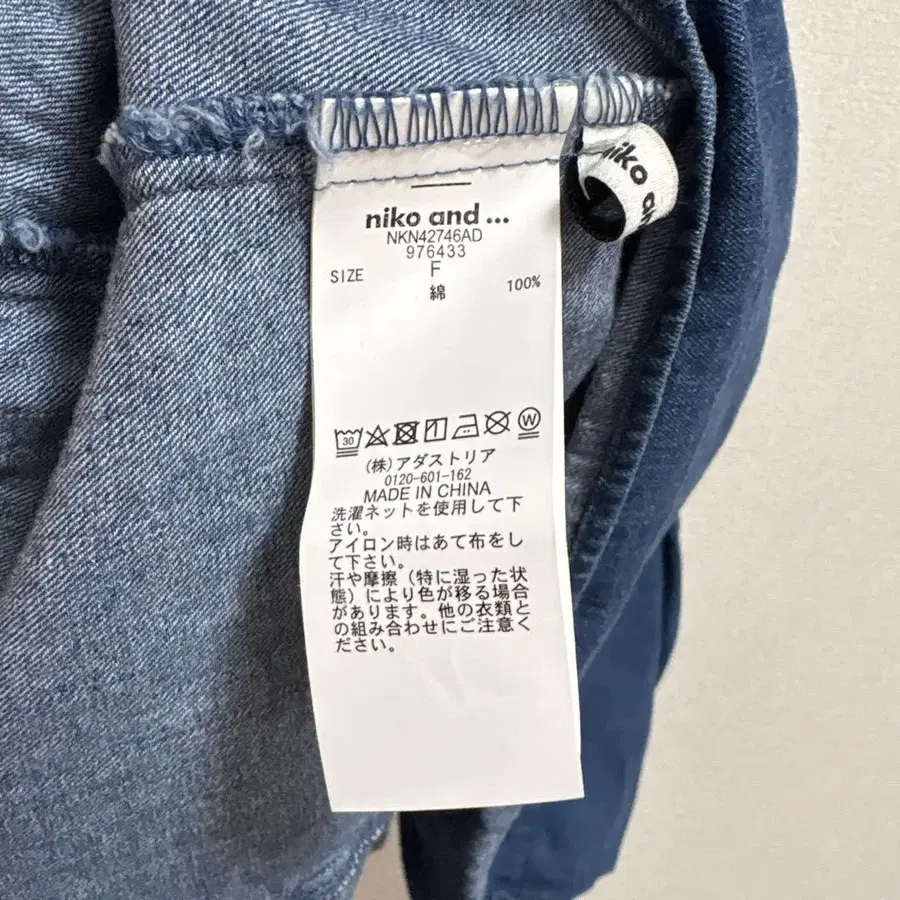 niko and ...
NKN42746AD
976433
SIZE F
綿 100%
30
W
(株)アダストリア
0120-601-162
MADE IN CHINA
洗濯ネットを使用して下
さい。
アイロン時はあて布をし
て下さい。
汗や摩擦(特に湿った状
態)により色が移る場合
があります。他の衣類と
の組み合わせにご注意く
ださい。
niko an